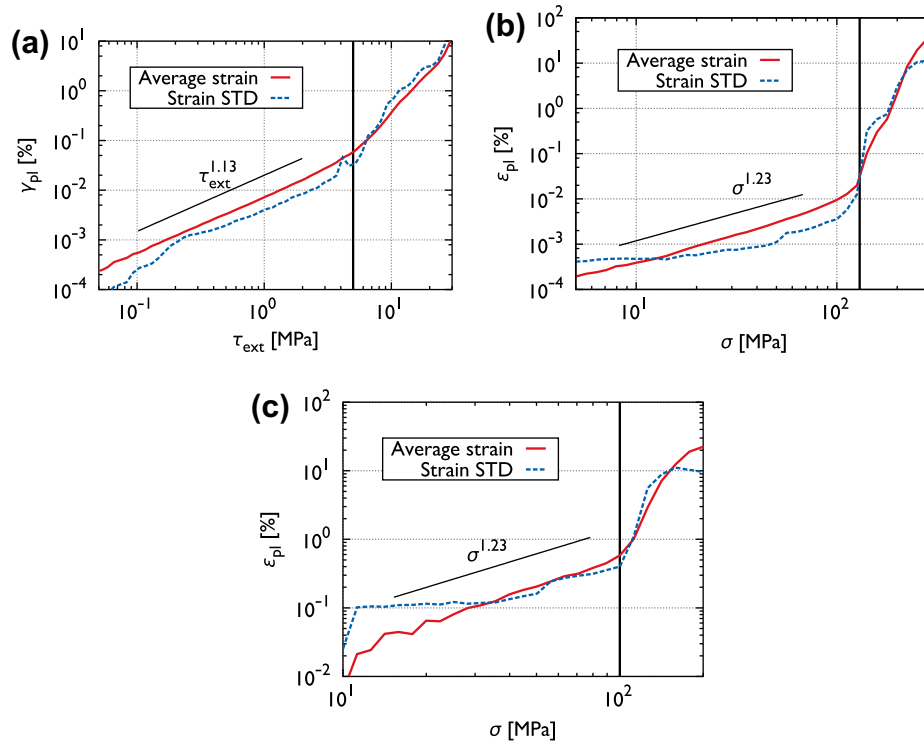 (a)
10^1
10^0
10^-1
10^-2
10^-3
10^-4
γ_pl [%]
Average strain
Strain STD
τ_ext^1.13
10^-1
10^0
10^1
τ_ext [MPa]
(b)
10^2
10^1
10^0
10^-1
10^-2
10^-3
10^-4
ε_pl [%]
Average strain
Strain STD
σ^1.23
10^1
10^2
σ [MPa]
(c)
10^2
10^1
10^0
10^-1
10^-2
ε_pl [%]
Average strain
Strain STD
σ^1.23
10^1
10^2
σ [MPa]